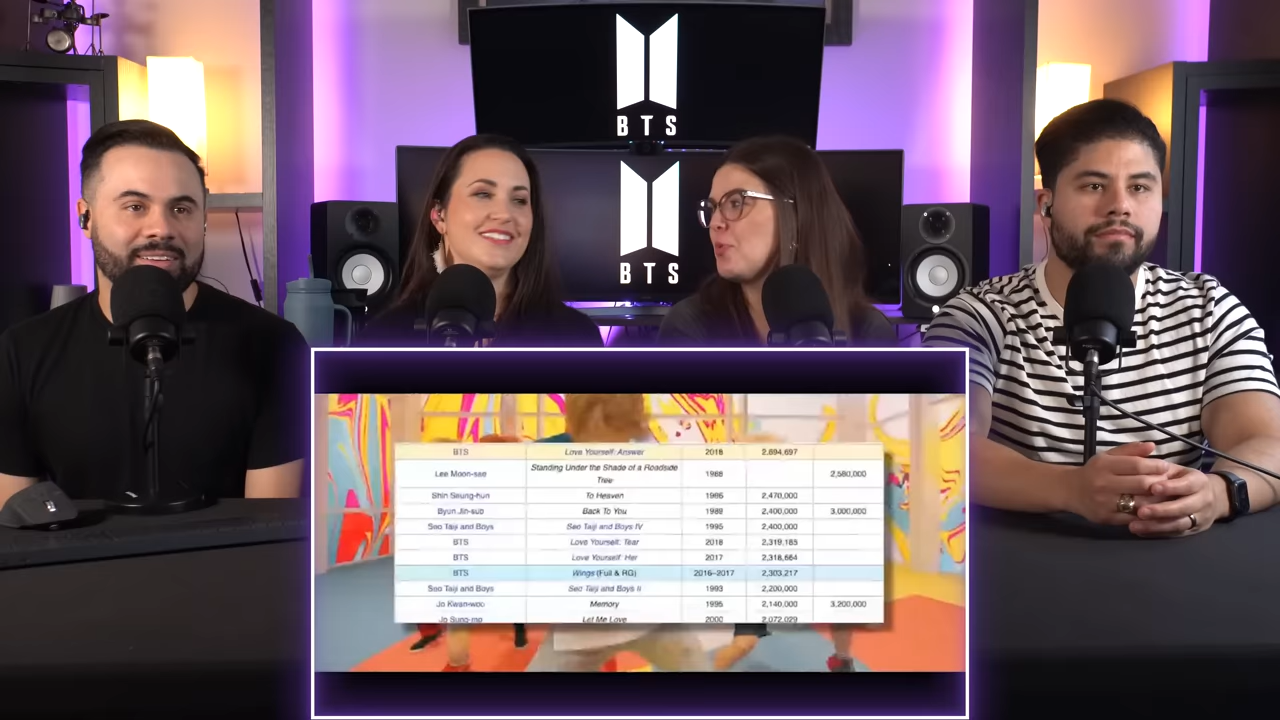 BTS
BTS
BTS Love Yourself: Answer 2018 2,694,697
Lee Moon-sae Standing Under the Shade of a Roadside Tree 1988 2,580,000
Shin Seung-hun To Heaven 1996 2,470,000
Byun Jin-sub Back To You 1989 2,400,000 3,000,000
Seo Taiji and Boys Seo Taiji and Boys IV 1995 2,400,000
BTS Love Yourself: Tear 2018 2,319,185
BTS Love Yourself: Her 2017 2,318,664
BTS Wings (Full & RG) 2016–2017 2,303,217
Seo Taiji and Boys Seo Taiji and Boys II 1993 2,200,000
Jo Kwan-woo Memory 1995 2,140,000 3,200,000
Jo Sung-mo Let Me Love 2000 2,072,029